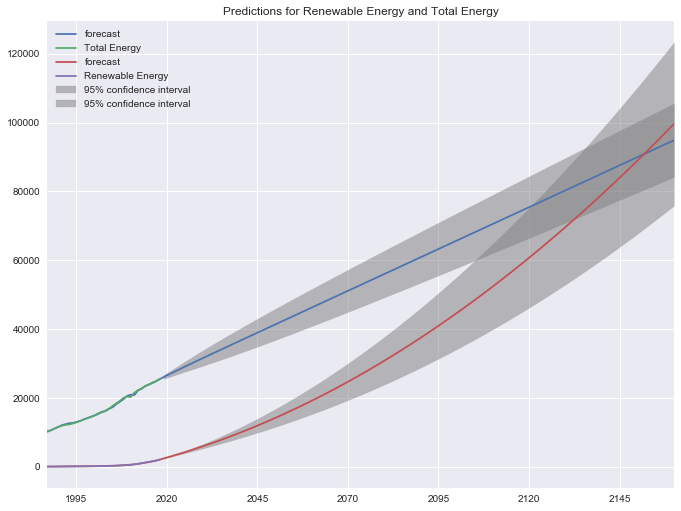 Predictions for Renewable Energy and Total Energy
forecast
Total Energy
forecast
Renewable Energy
95% confidence interval
95% confidence interval
120000
100000
80000
60000
40000
20000
0
1995 2020 2045 2070 2095 2120 2145